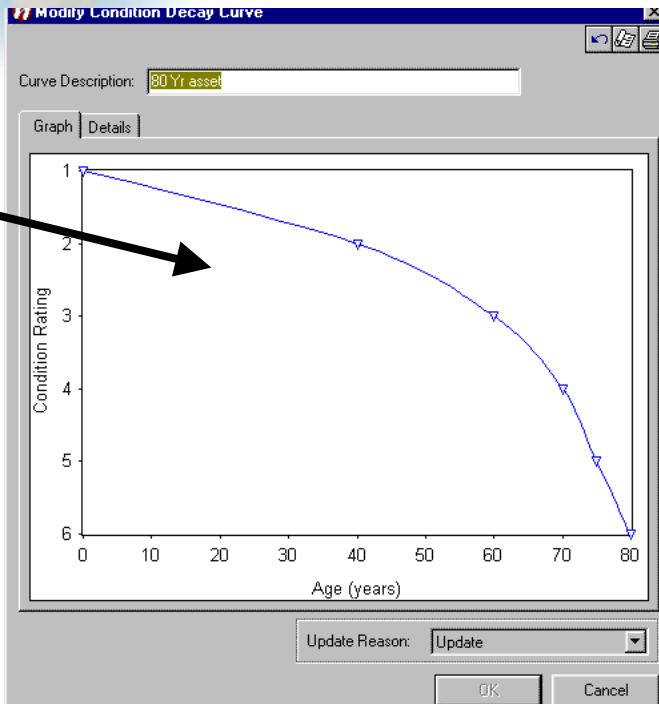 Modify Condition Decay Curve
Curve Description: 80 Yr asset
Graph Details
1
2
3
4
5
6
Condition Rating
0 10 20 30 40 50 60 70 80
Age (years)
Update Reason: Update
OK Cancel